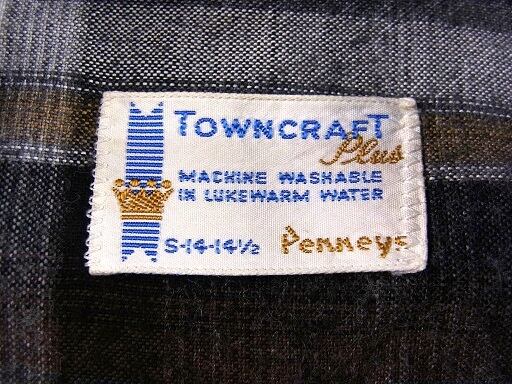 TOWNCRAFT
Plus
MACHINE WASHABLE
IN LUKEWARM WATER
S-14-14½ Penneys